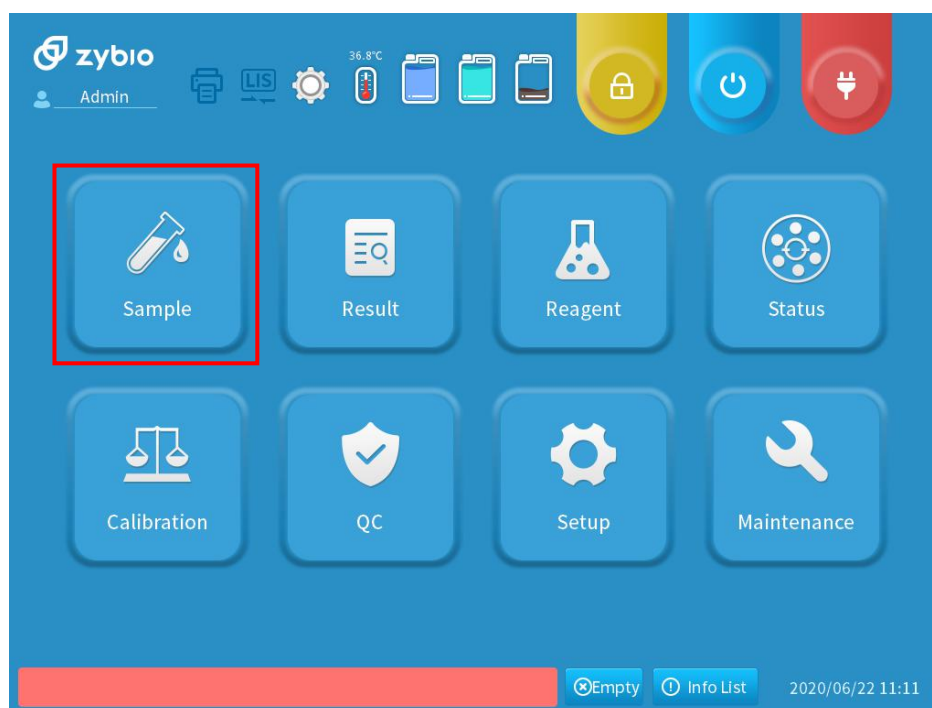 zybio
Admin
LIS
36.8°C
Sample
Result
Reagent
Status
Calibration
QC
Setup
Maintenance
Empty
Info List
2020/06/22 11:11